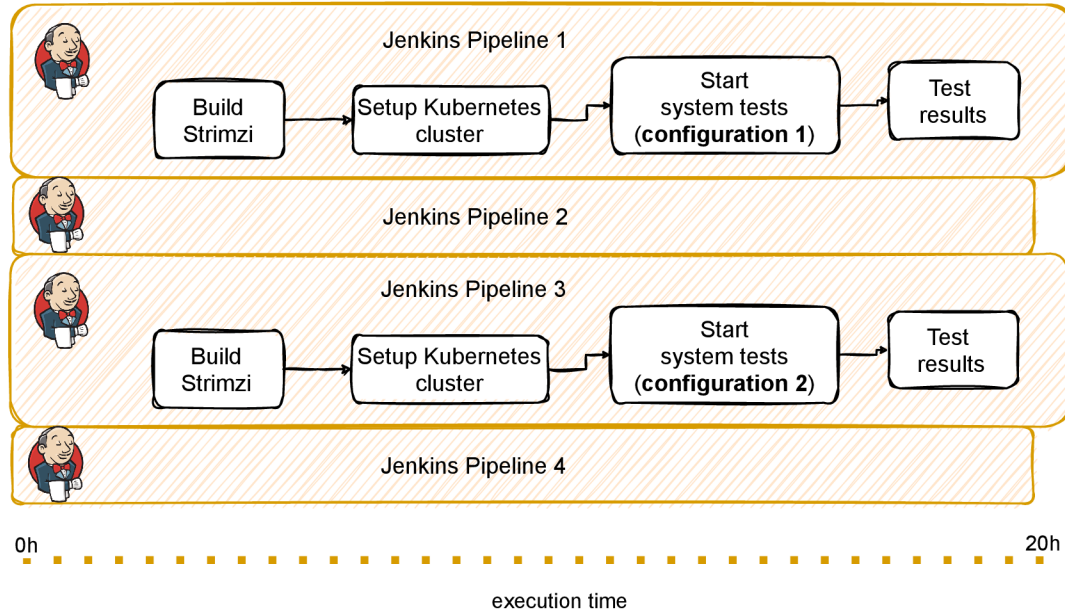 Jenkins Pipeline 1
Build
Strimzi
Setup Kubernetes
cluster
Start
system tests
(configuration 1)
Test
results
Jenkins Pipeline 2
Jenkins Pipeline 3
Build
Strimzi
Setup Kubernetes
cluster
Start
system tests
(configuration 2)
Test
results
Jenkins Pipeline 4
0h
20h
execution time